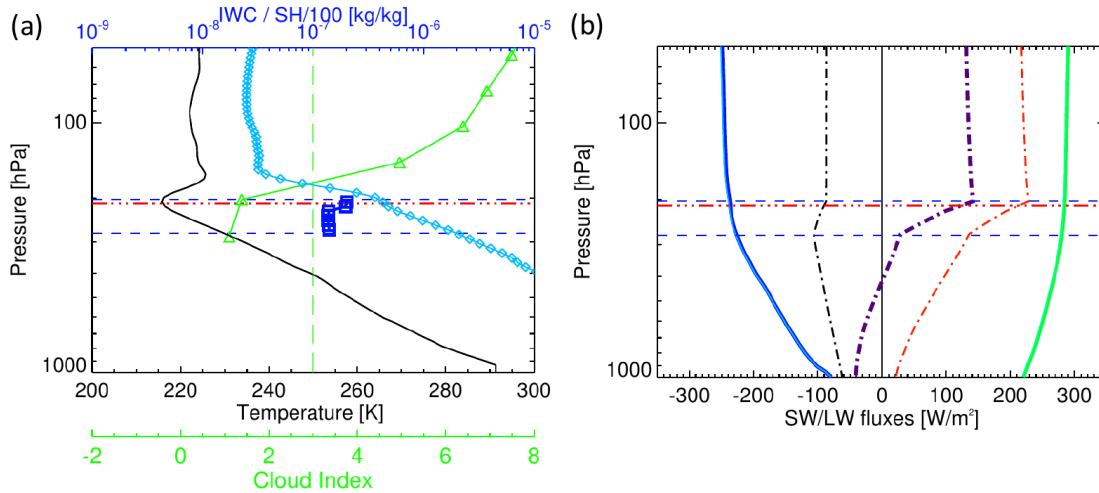 (a)
IWC / SH/100 [kg/kg]
10⁻⁹ 10⁻⁸ 10⁻⁷ 10⁻⁶ 10⁻⁵
Pressure [hPa]
100
1000
200 220 240 260 280 300
Temperature [K]
-2 0 2 4 6 8
Cloud Index
(b)
Pressure [hPa]
100
1000
-300 -200 -100 0 100 200 300
SW/LW fluxes [W/m²]